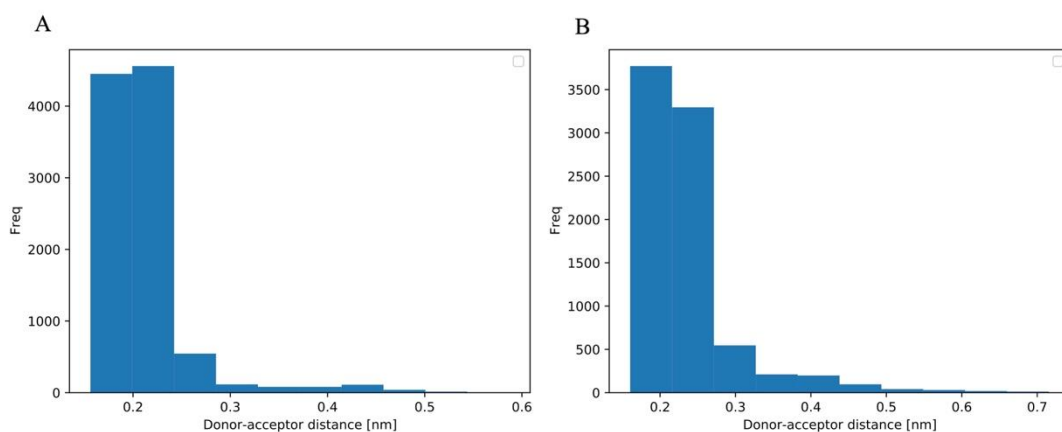 A
B
Freq
4000
3000
2000
1000
0
0.2 0.3 0.4 0.5 0.6
Donor-acceptor distance [nm]
Freq
3500
3000
2500
2000
1500
1000
500
0
0.2 0.3 0.4 0.5 0.6 0.7
Donor-acceptor distance [nm]